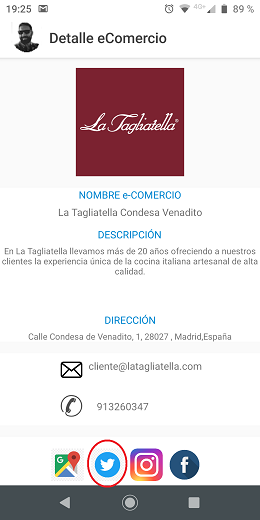 19:25
4G+
89 %
Detalle eComercio
La Tagliatella®
NOMBRE e-COMERCIO
La Tagliatella Condesa Venadito
DESCRIPCIÓN
En La Tagliatella llevamos más de 20 años ofreciendo a nuestros
clientes la experiencia única de la cocina italiana artesanal de alta
calidad.
DIRECCIÓN
Calle Condesa de Venadito, 1, 28027 , Madrid,España
cliente@latagliatella.com
913260347